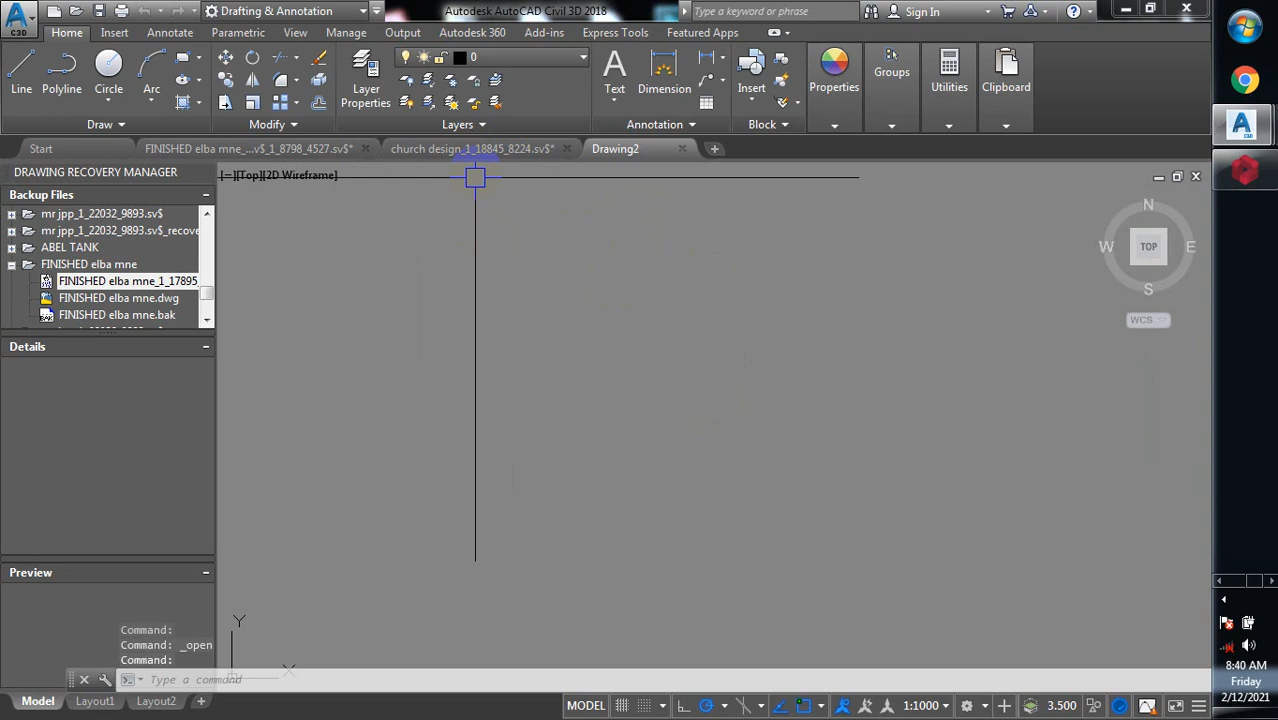 Drafting & Annotation
Autodesk AutoCAD Civil 3D 2018
Type a keyword or phrase
Sign In
C3D
Home Insert Annotate Parametric View Manage Output Autodesk 360 Add-ins Express Tools Featured Apps
0
Line Polyline Circle Arc
Layer Properties
Text Dimension
Insert
Properties
Groups
Utilities
Clipboard
Draw Modify Layers Annotation Block
Start
FINISHED elba mne_...v$_1_8798_4527.sv$*
church design_1_18845_8224.sv$*
Drawing2
DRAWING RECOVERY MANAGER
[−][Top][2D Wireframe]
Backup Files
mr jpp_1_22032_9893.sv$
mr jpp_1_22032_9893.sv$_recove
ABEL TANK
FINISHED elba mne
FINISHED elba mne_1_17895
FINISHED elba mne.dwg
FINISHED elba mne.bak
N
W TOP E
S
WCS
Details
Preview
Y
X
Command:
Command: _open
Command:
Type a command
Model Layout1 Layout2
MODEL
1:1000
3.500
8:40 AM
Friday
2/12/2021